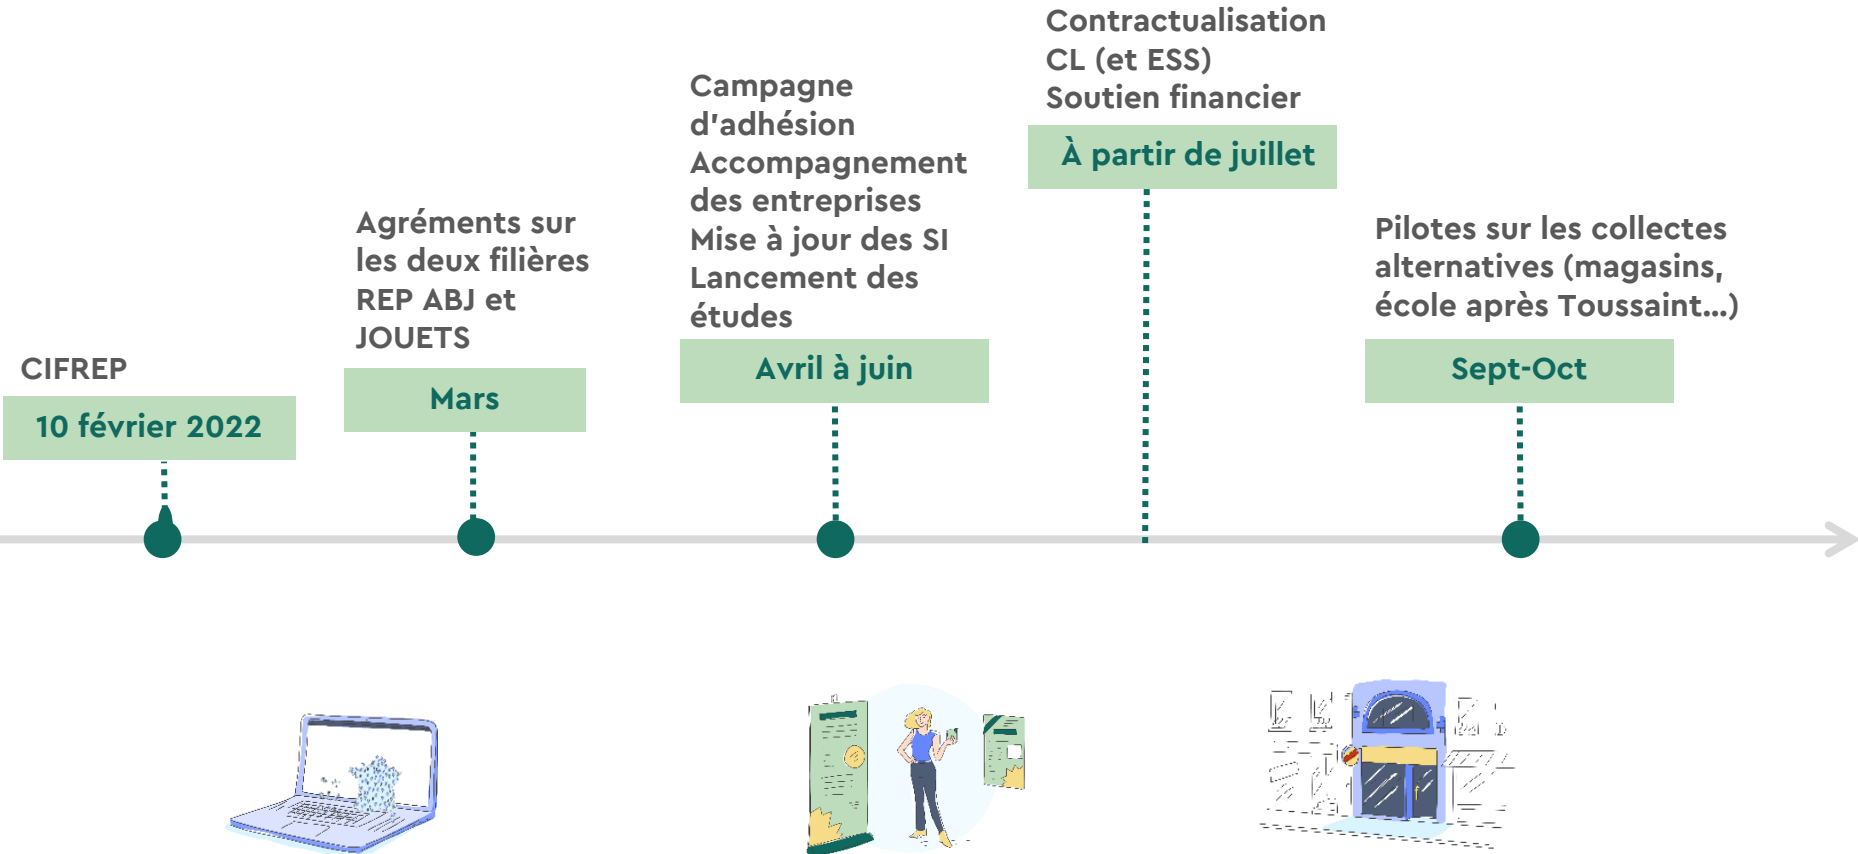 CIFREP
10 février 2022
Agréments sur
les deux filières
REP ABJ et
JOUETS
Mars
Campagne
d'adhésion
Accompagnement
des entreprises
Mise à jour des SI
Lancement des
études
Avril à juin
Contractualisation
CL (et ESS)
Soutien financier
À partir de juillet
Pilotes sur les collectes
alternatives (magasins,
école après Toussaint...)
Sept-Oct